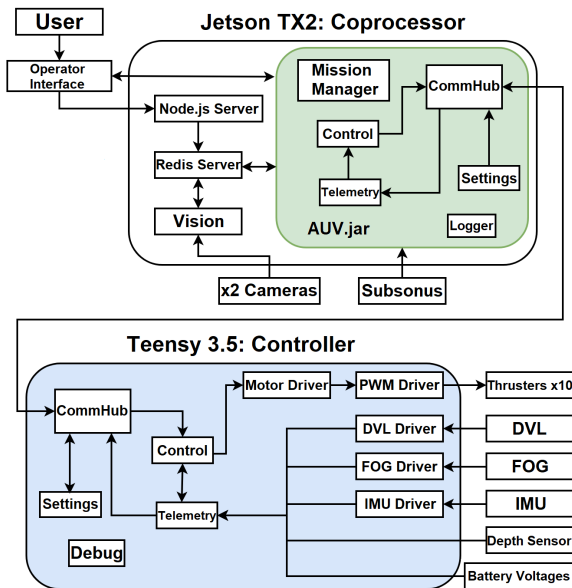 Jetson TX2: Coprocessor
User
Operator
Interface
Node.js Server
Redis Server
Vision
Mission
Manager
CommHub
Control
Telemetry
Settings
Logger
AUV.jar
x2 Cameras
Subsonus
Teensy 3.5: Controller
CommHub
Control
Settings
Telemetry
Debug
Motor Driver
PWM Driver
Thrusters x10
DVL Driver
DVL
FOG Driver
FOG
IMU Driver
IMU
Depth Sensor
Battery Voltages